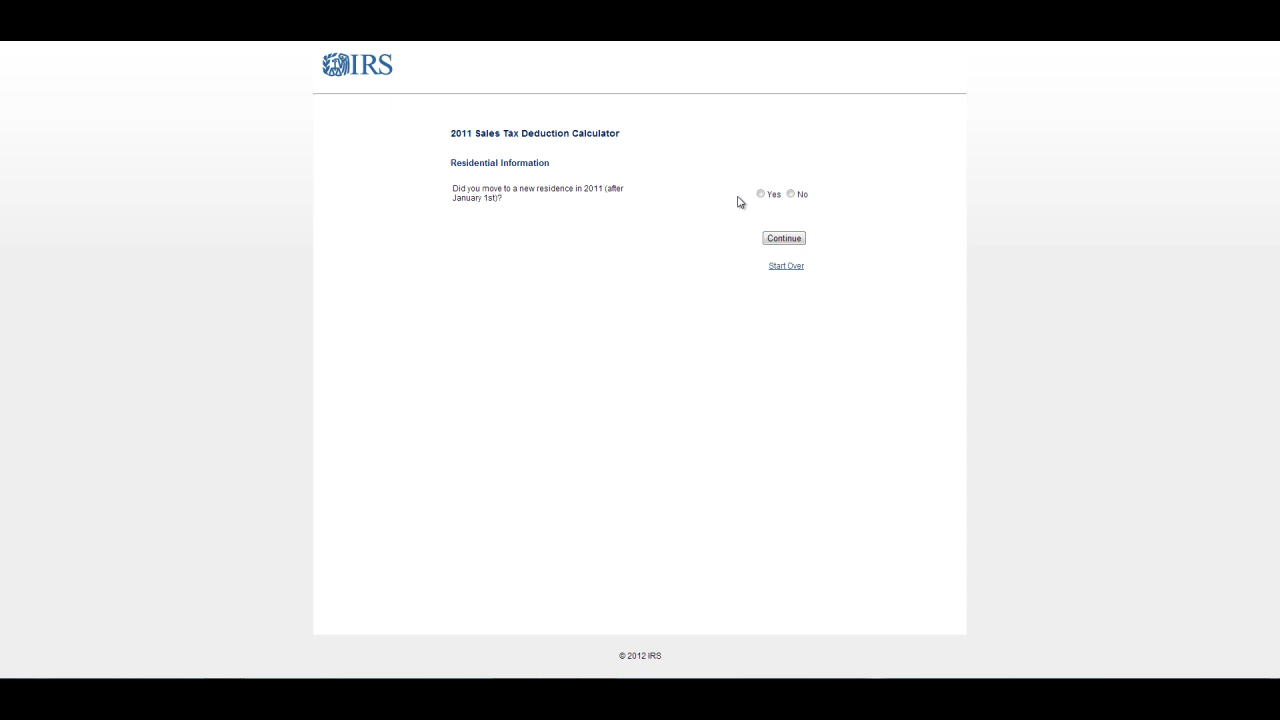 IRS
2011 Sales Tax Deduction Calculator
Residential Information
Did you move to a new residence in 2011 (after
January 1st)?
Yes No
Continue
Start Over
© 2012 IRS